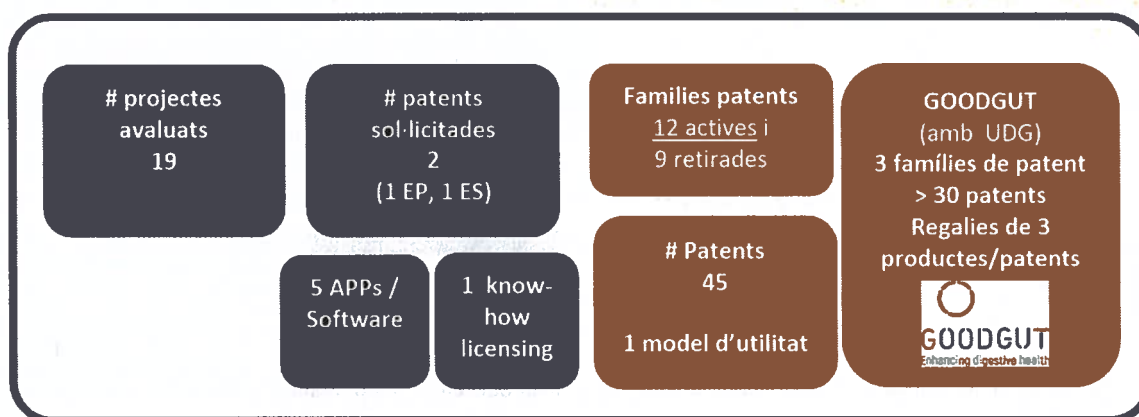 # projectes
avaluats
19
# patents
sol·licitades
2
(1 EP, 1 ES)
5 APPs /
Software
1 know-
how
licensing
Families patents
12 actives i
9 retirades
# Patents
45
1 model d'utilitat
GOODGUT
(amb UDG)
3 famílies de patent
> 30 patents
Regalies de 3
productes/patents
GOODGUT
Enhancing digestive health